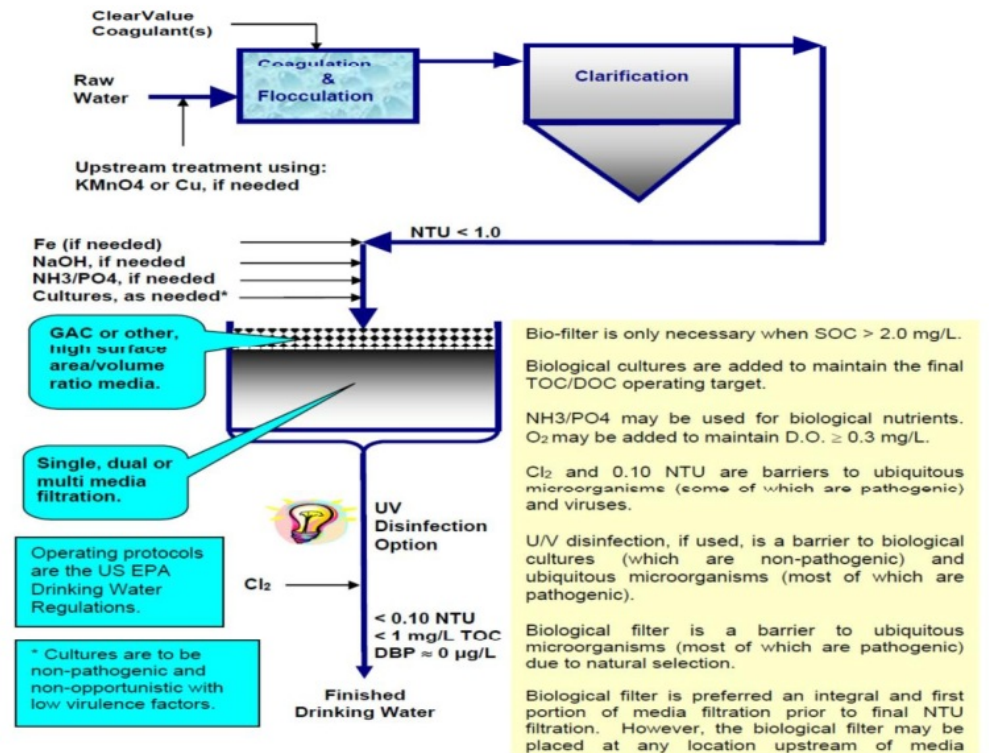 ClearValue
Coagulant(s)
Raw
Water
Coagulation
&
Flocculation
Clarification
Upstream treatment using:
KMnO4 or Cu, if needed
NTU < 1.0
Fe (if needed)
NaOH, if needed
NH3/PO4, if needed
Cultures, as needed*
GAC or other,
high surface
area/volume
ratio media.
Single, dual or
multi media
filtration.
UV
Disinfection
Option
Cl₂
Operating protocols
are the US EPA
Drinking Water
Regulations.
* Cultures are to be
non-pathogenic and
non-opportunistic with
low virulence factors.
< 0.10 NTU
< 1 mg/L TOC
DBP ≈ 0 µg/L
Finished
Drinking Water
Bio-filter is only necessary when SOC > 2.0 mg/L.
Biological cultures are added to maintain the final
TOC/DOC operating target.
NH3/PO4 may be used for biological nutrients.
O₂ may be added to maintain D.O. ≥ 0.3 mg/L.
Cl₂ and 0.10 NTU are barriers to ubiquitous
microorganisms (some of which are pathogenic)
and viruses.
U/V disinfection, if used, is a barrier to biological
cultures (which are non-pathogenic) and
ubiquitous microorganisms (most of which are
pathogenic).
Biological filter is a barrier to ubiquitous
microorganisms (most of which are pathogenic)
due to natural selection.
Biological filter is preferred an integral and first
portion of media filtration prior to final NTU
filtration. However, the biological filter may be
placed at any location upstream of media